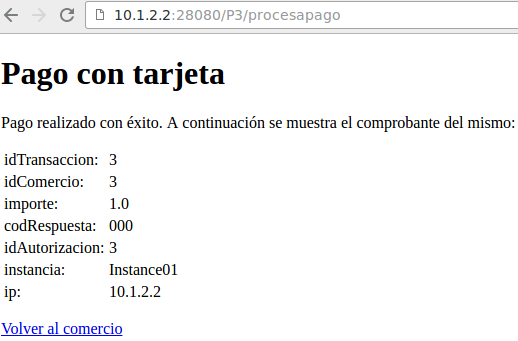 10.1.2.2:28080/P3/procesapago
Pago con tarjeta
Pago realizado con éxito. A continuación se muestra el comprobante del mismo:
idTransaccion: 3
idComercio: 3
importe: 1.0
codRespuesta: 000
idAutorizacion: 3
instancia: Instance01
ip: 10.1.2.2
Volver al comercio